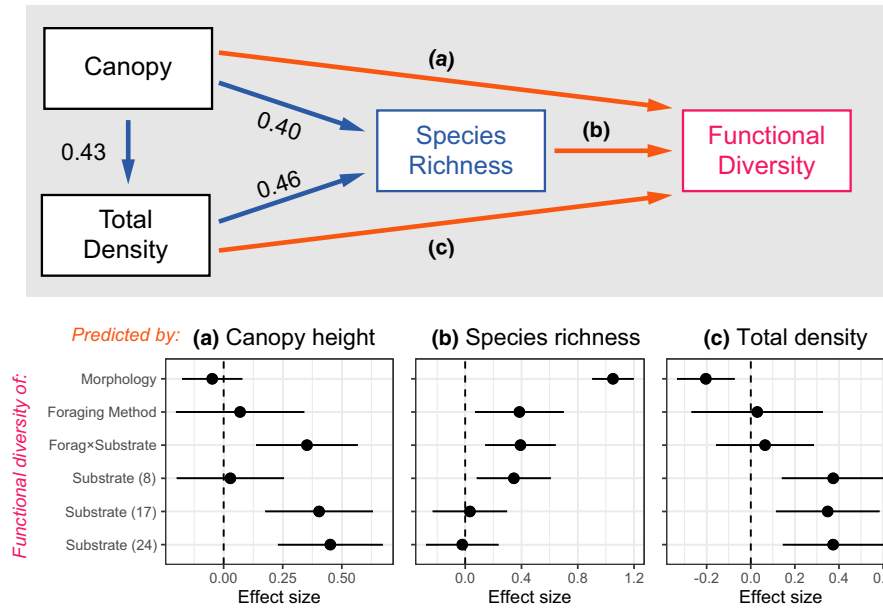 Canopy
(a)
0.40
Species
Richness
(b)
Functional
Diversity
0.43
0.46
Total
Density
(c)
Predicted by:
(a) Canopy height
(b) Species richness
(c) Total density
Functional diversity of:
Morphology
Foraging Method
Forag×Substrate
Substrate (8)
Substrate (17)
Substrate (24)
0.00 0.25 0.50
0.0 0.4 0.8 1.2
-0.2 0.0 0.2 0.4
Effect size
Effect size
Effect size